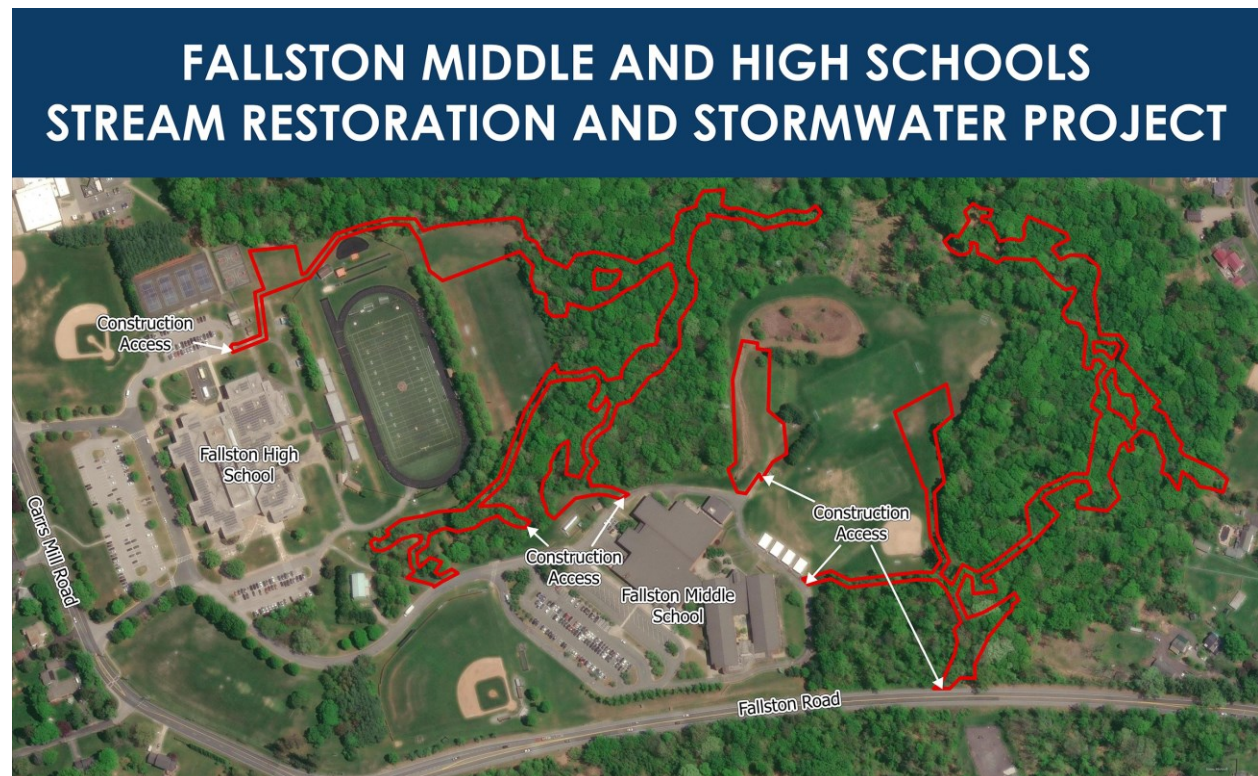 FALLSTON MIDDLE AND HIGH SCHOOLS
STREAM RESTORATION AND STORMWATER PROJECT
Construction
Access
Fallston High
School
Carrs Mill Road
Construction
Access
Construction
Access
Fallston Middle
School
Fallston Road